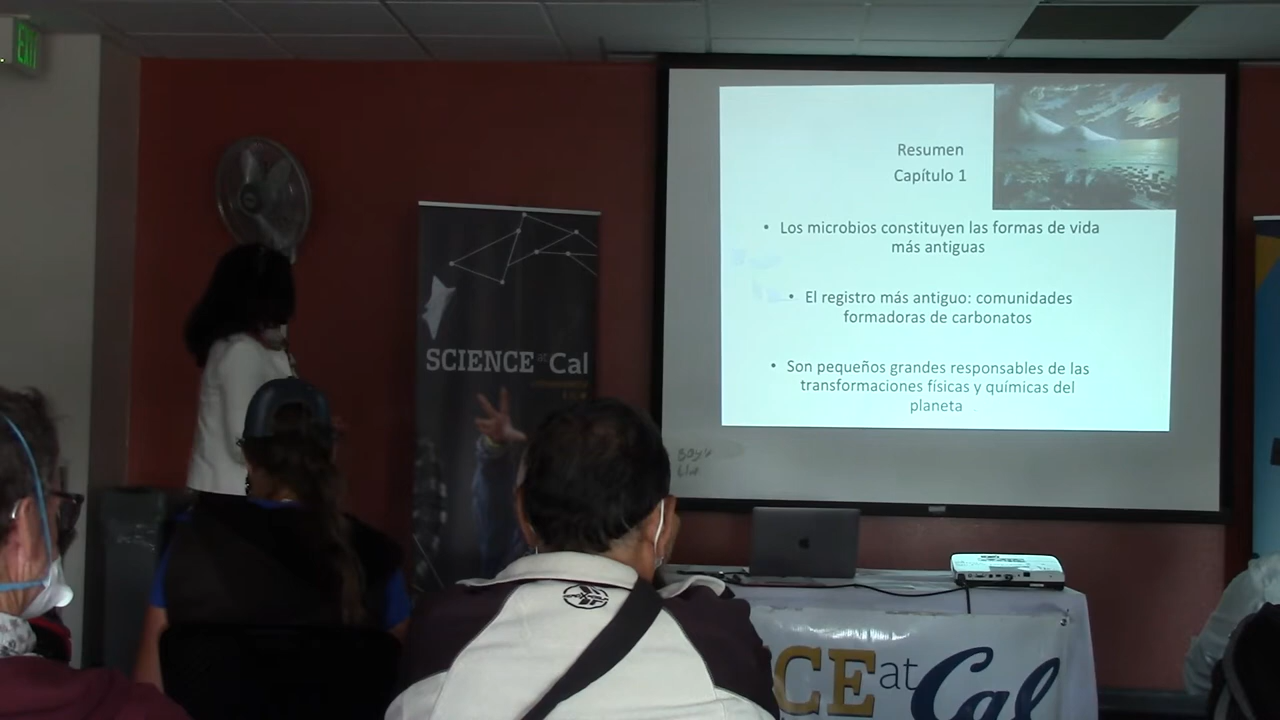 EXIT
Resumen
Capítulo 1
• Los microbios constituyen las formas de vida
más antiguas
• El registro más antiguo: comunidades
formadoras de carbonatos
• Son pequeños grandes responsables de las
transformaciones físicas y químicas del
planeta
SCIENCE at Cal
CE at Cal